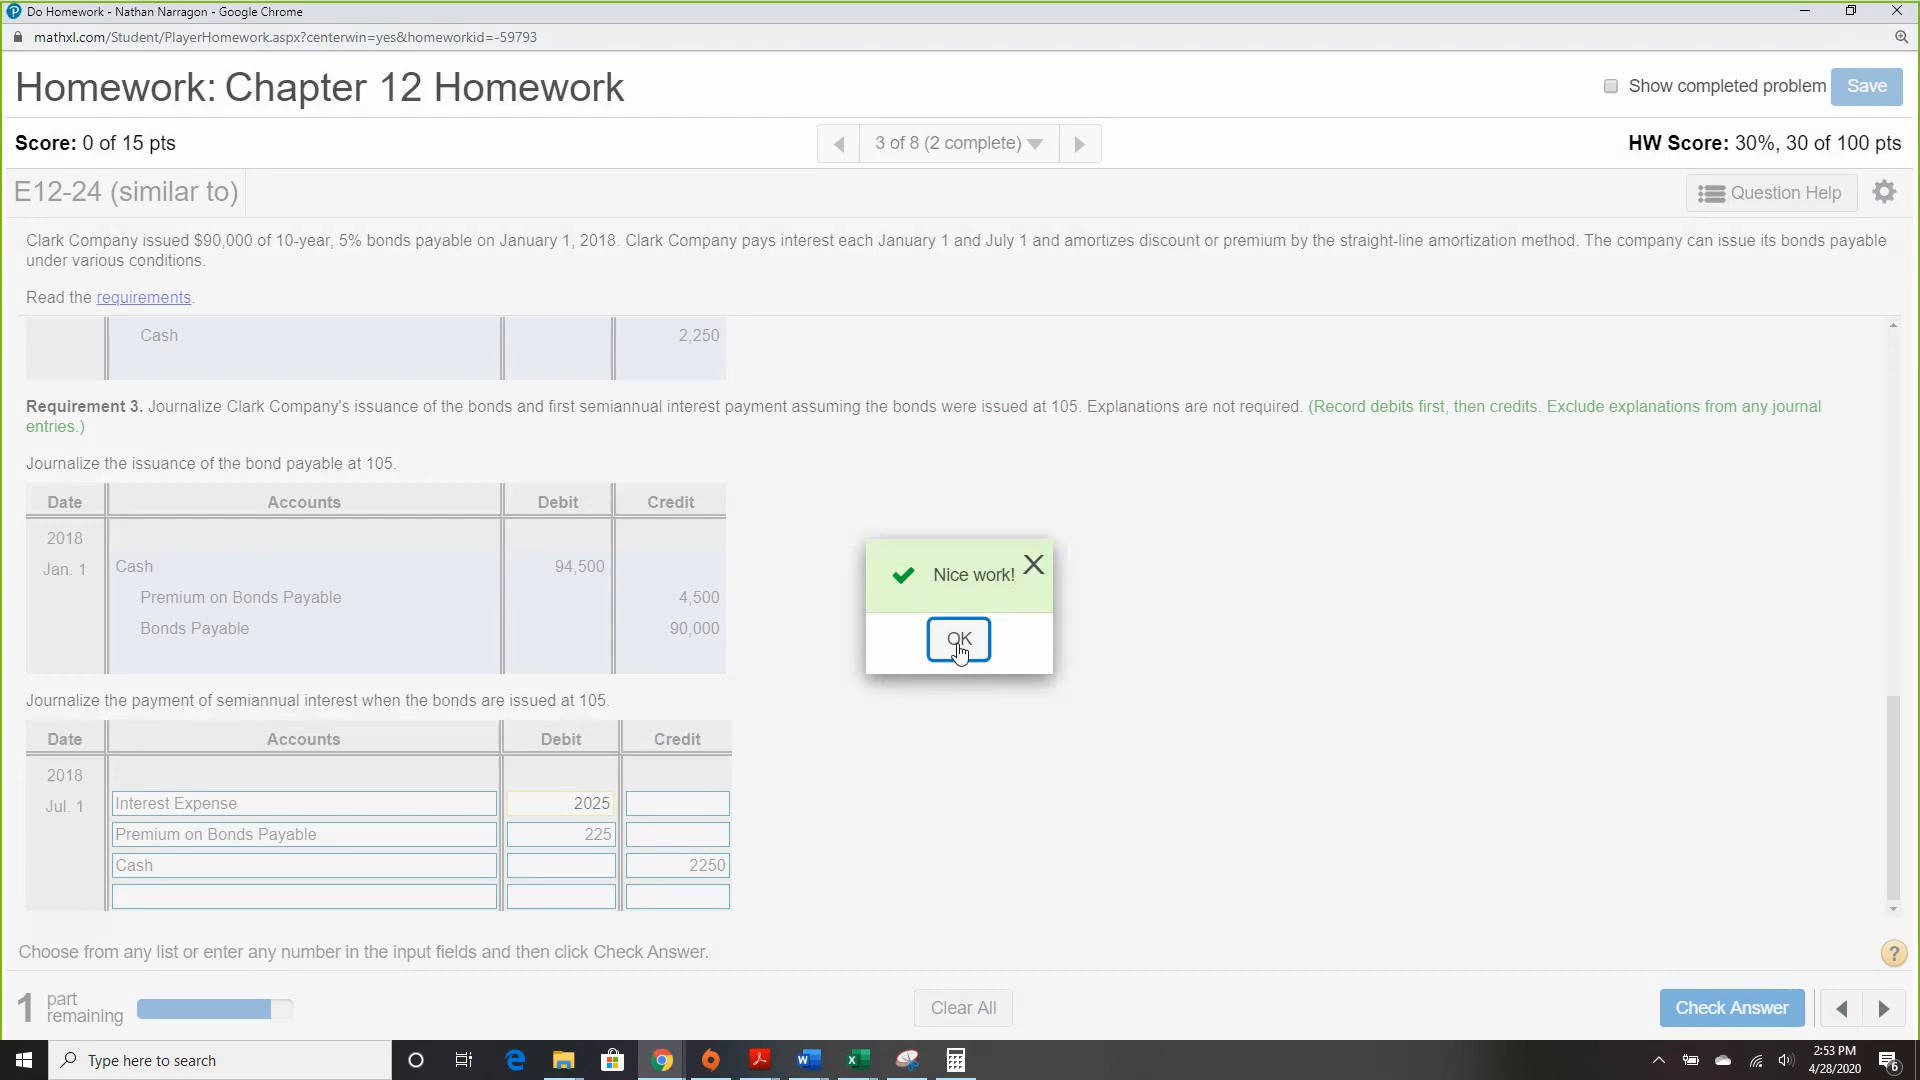 Do Homework - Nathan Narragon - Google Chrome
mathxl.com/Student/PlayerHomework.aspx?centerwin=yes&homeworkid=-59793
Homework: Chapter 12 Homework
Show completed problem
Save
Score: 0 of 15 pts
3 of 8 (2 complete)
HW Score: 30%, 30 of 100 pts
E12-24 (similar to)
Question Help
Clark Company issued $90,000 of 10-year, 5% bonds payable on January 1, 2018. Clark Company pays interest each January 1 and July 1 and amortizes discount or premium by the straight-line amortization method. The company can issue its bonds payable
under various conditions.
Read the requirements.
Cash 2,250
Requirement 3. Journalize Clark Company's issuance of the bonds and first semiannual interest payment assuming the bonds were issued at 105. Explanations are not required. (Record debits first, then credits. Exclude explanations from any journal
entries.)
Journalize the issuance of the bond payable at 105.
Date Accounts Debit Credit
2018
Jan. 1 Cash 94,500
Premium on Bonds Payable 4,500
Bonds Payable 90,000
Nice work!
OK
Journalize the payment of semiannual interest when the bonds are issued at 105.
Date Accounts Debit Credit
2018
Jul. 1 Interest Expense 2025
Premium on Bonds Payable 225
Cash 2250
Choose from any list or enter any number in the input fields and then click Check Answer.
?
1 part
remaining
Clear All
Check Answer
Type here to search
2:53 PM
4/28/2020
6